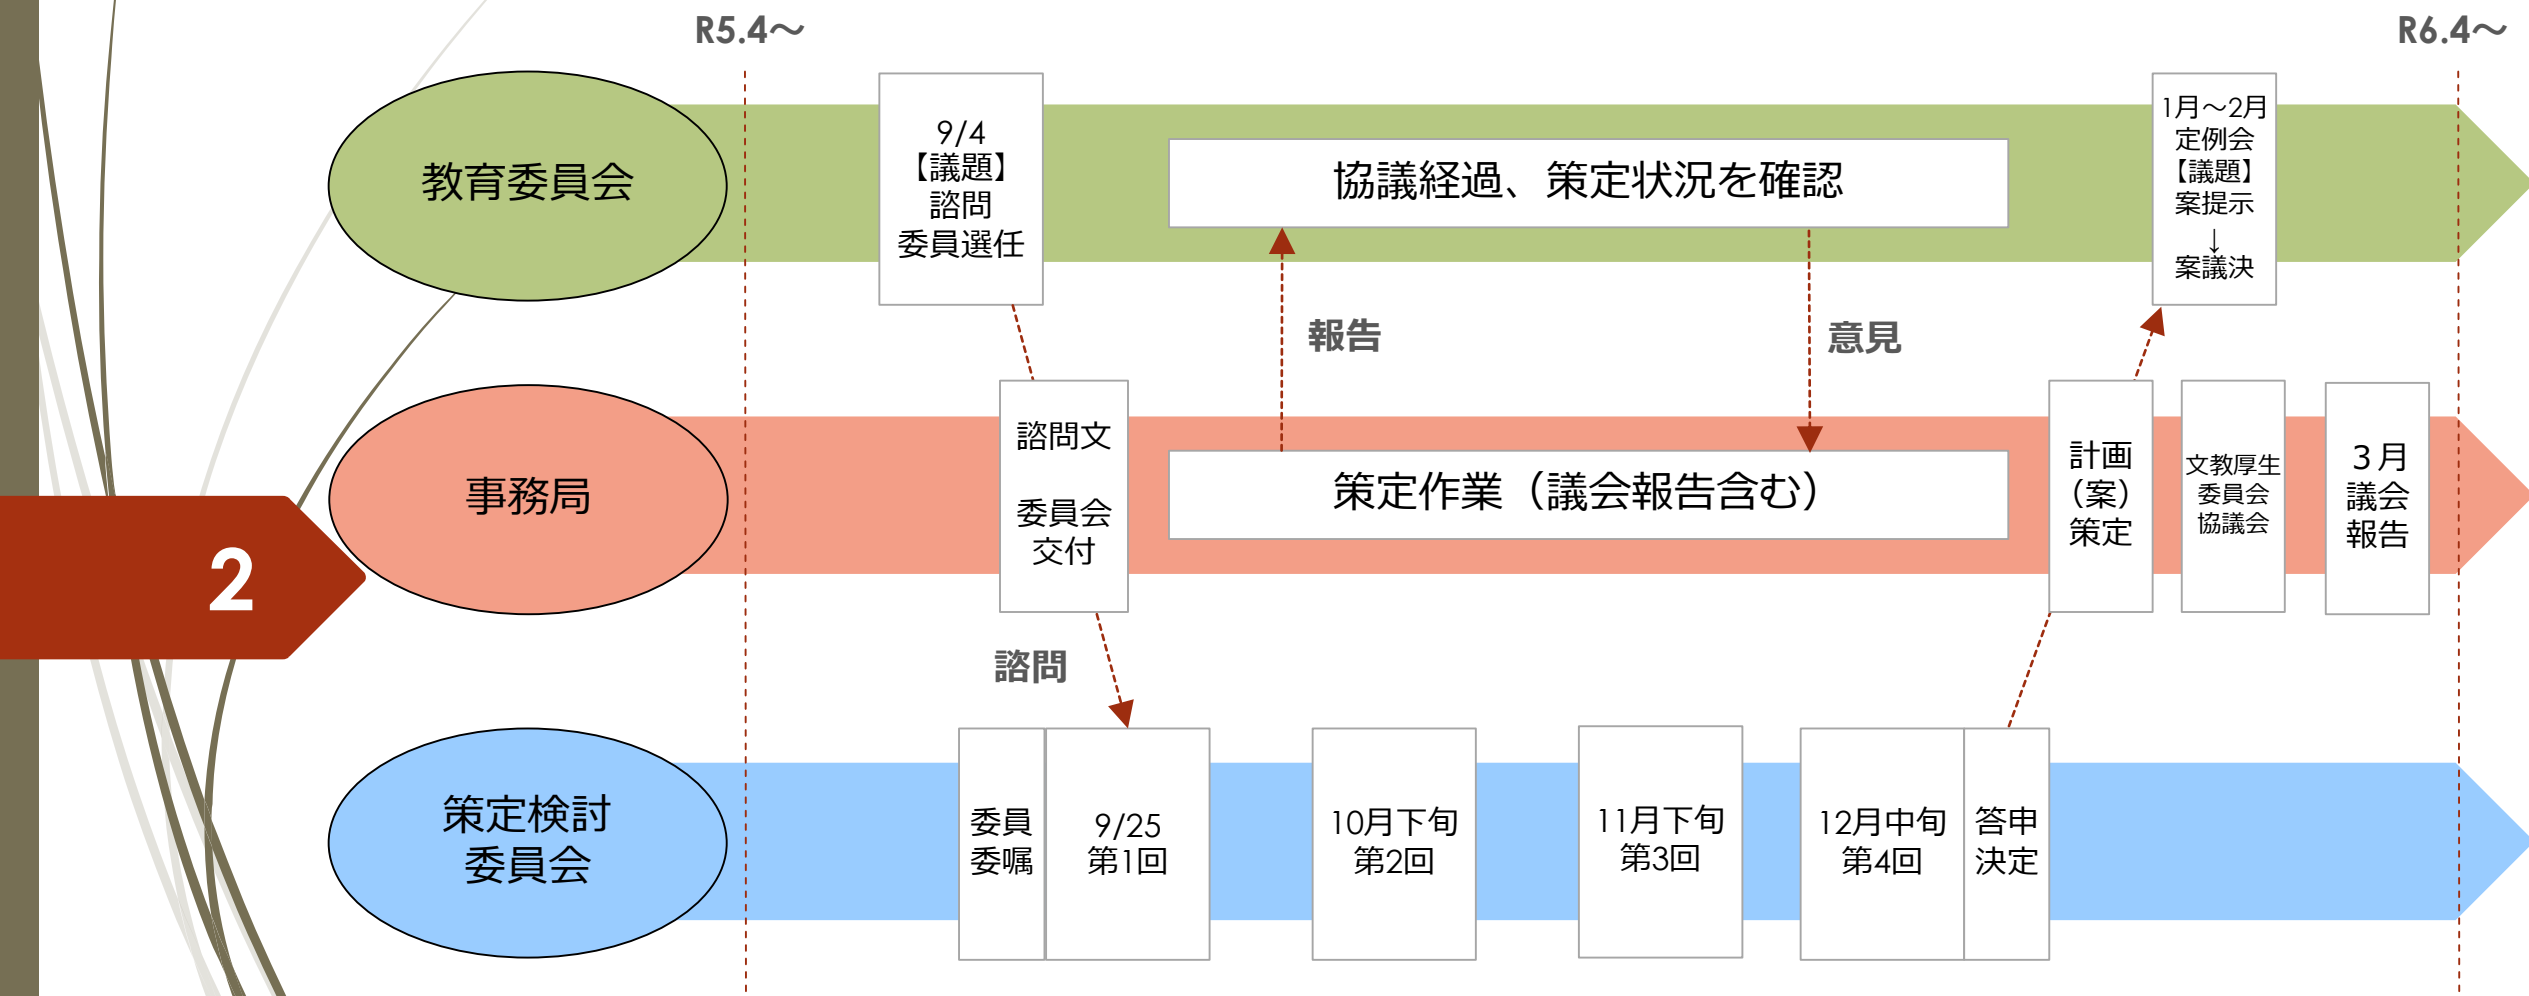 R5.4～
R6.4～
教育委員会
9/4
【議題】
諮問
委員選任
協議経過、策定状況を確認
1月～2月
定例会
【議題】
案提示
↓
案議決
報告
意見
事務局
諮問文
委員会
交付
策定作業（議会報告含む）
計画
（案）
策定
文教厚生
委員会
協議会
３月
議会
報告
2
諮問
策定検討
委員会
委員
委嘱
9/25
第1回
10月下旬
第2回
11月下旬
第3回
12月中旬
第4回
答申
決定